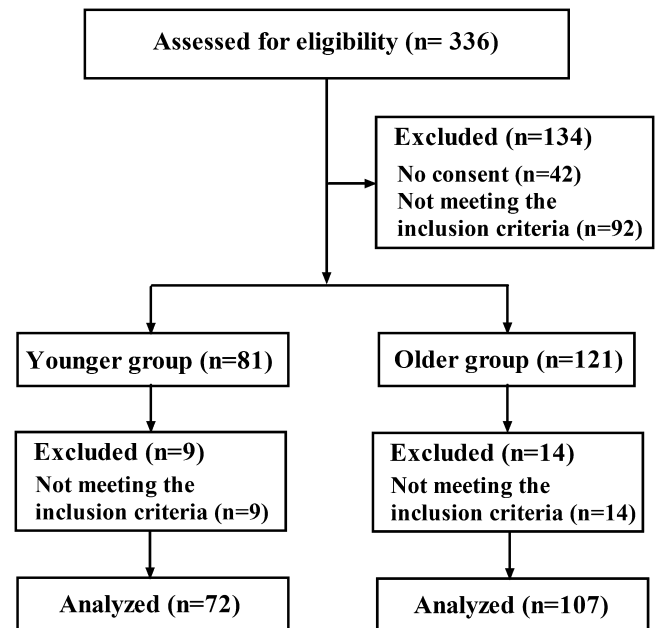 Assessed for eligibility (n= 336)
Excluded (n=134)
No consent (n=42)
Not meeting the
inclusion criteria (n=92)
Younger group (n=81)
Older group (n=121)
Excluded (n=9)
Not meeting the
inclusion criteria (n=9)
Excluded (n=14)
Not meeting the
inclusion criteria (n=14)
Analyzed (n=72)
Analyzed (n=107)